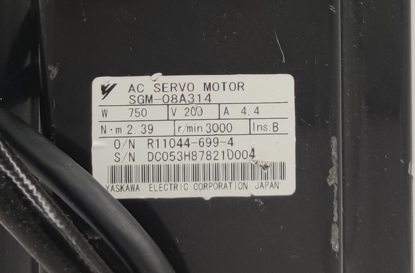 AC SERVO MOTOR
SGM-08A314
W 750 V 200 A 4.4
N·m 2.39 r/min 3000 Ins.B
O/N R11044-699-4
S/N DC053H878210004
YASKAWA ELECTRIC CORPORATION JAPAN